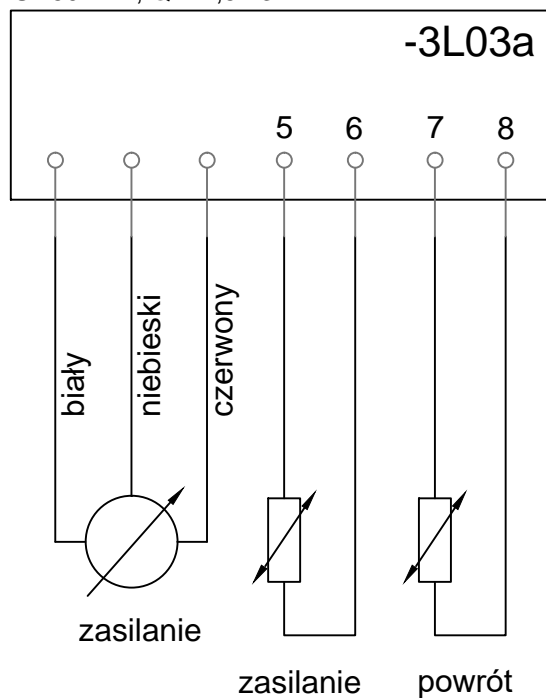 -3L03a
5 6 7 8
biały
niebieski
czerwony
zasilanie
zasilanie powrót